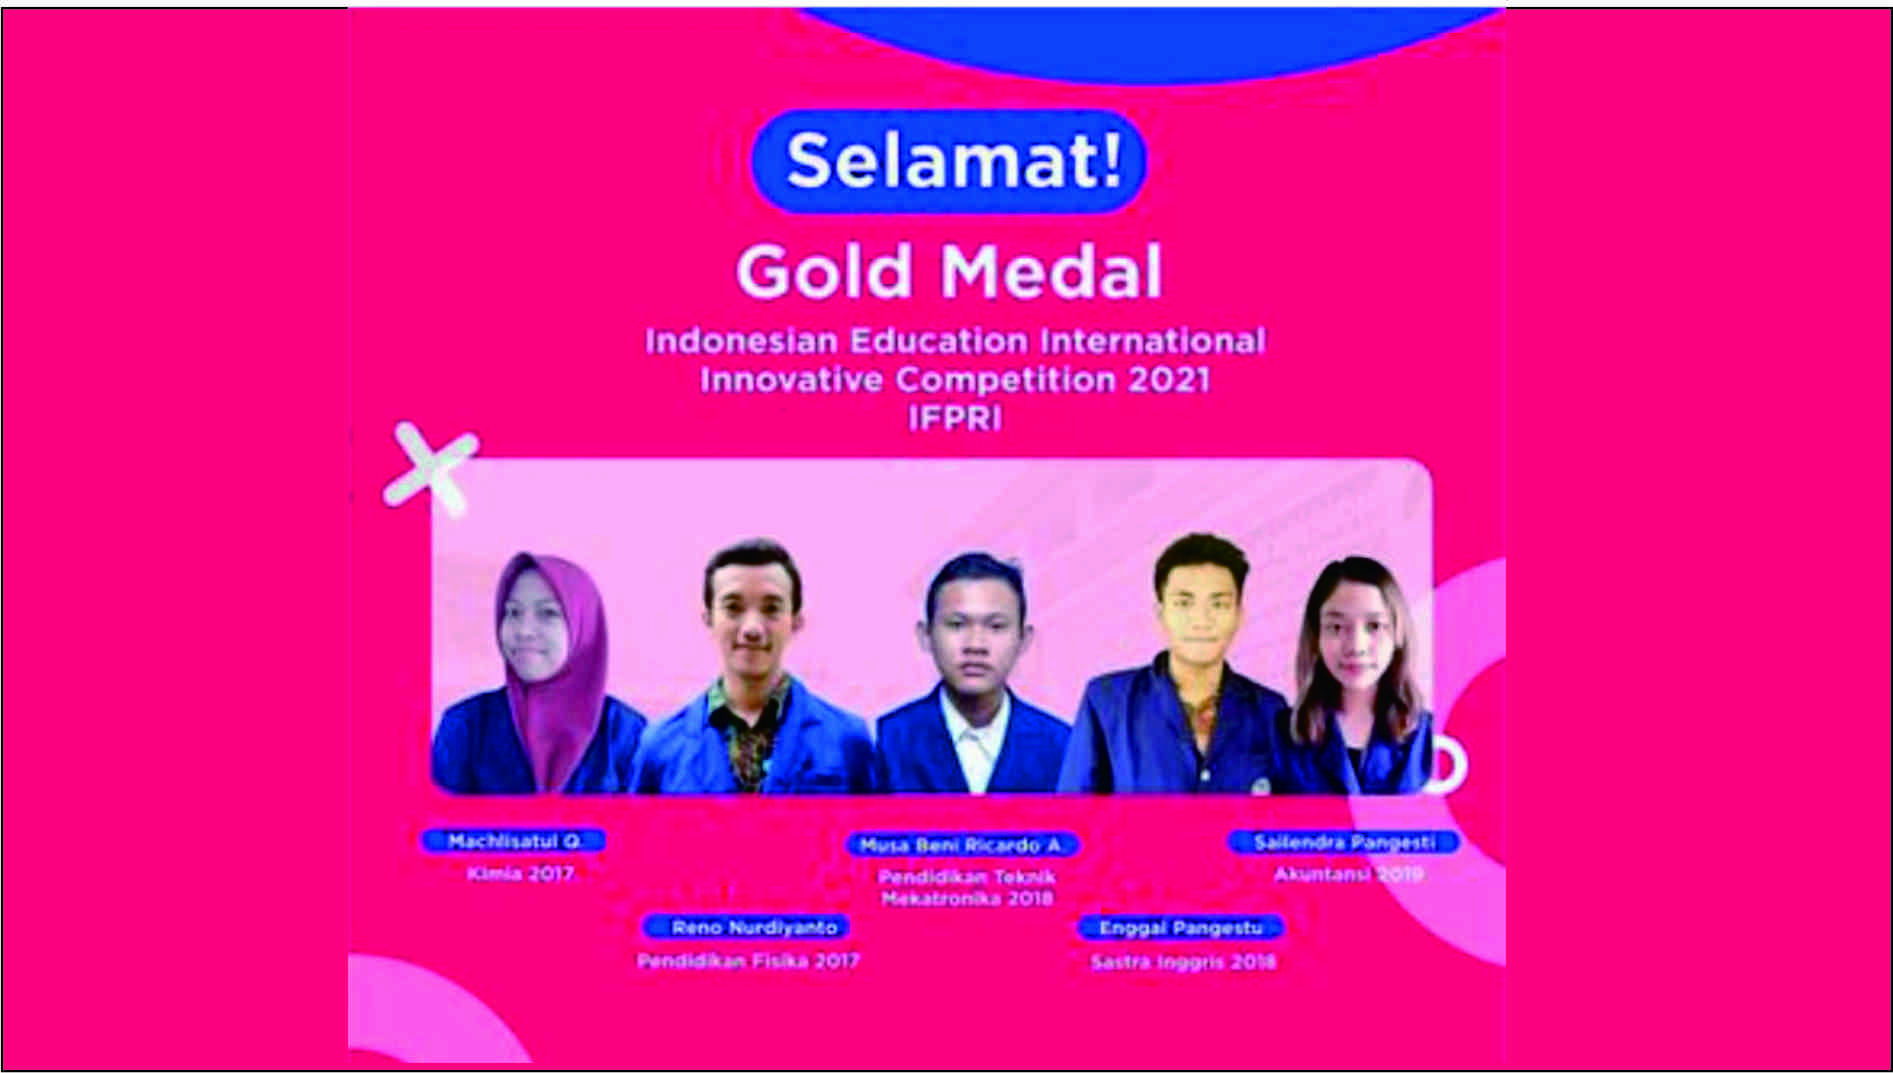 Selamat!
Gold Medal
Indonesian Education International
Innovative Competition 2021
IFPRI
Machlisatul Q.
Kimia 2017
Reno Nurdiyanto
Pendidikan Fisika 2017
Musa Beni Ricardo A.
Pendidikan Teknik
Mekatronika 2018
Enggal Pangestu
Sastra Inggris 2018
Sailendra Pangesti
Akuntansi 2019